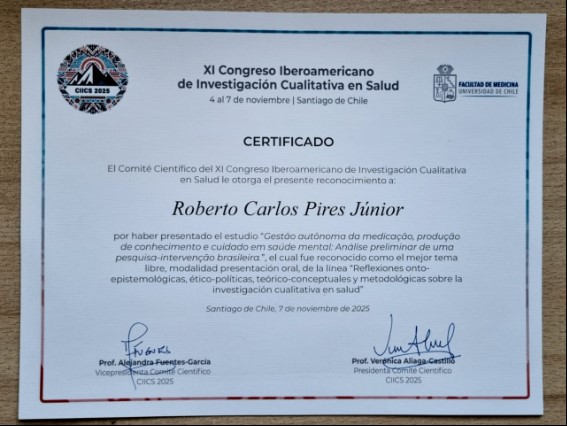 CIICS 2025
XI Congreso Iberoamericano
de Investigación Cualitativa en Salud
4 al 7 de noviembre | Santiago de Chile
FACULTAD DE MEDICINA
UNIVERSIDAD DE CHILE
CERTIFICADO
El Comité Científico del XI Congreso Iberoamericano de Investigación Cualitativa
en Salud le otorga el presente reconocimiento a:
Roberto Carlos Pires Júnior
por haber presentado el estudio "Gestão autônoma da medicação, produção
de conhecimento e cuidado em saúde mental: Análise preliminar de uma
pesquisa-intervenção brasileira.", el cual fue reconocido como el mejor tema
libre, modalidad presentación oral, de la línea "Reflexiones onto-
epistemológicas, ético-políticas, teórico-conceptuales y metodológicas sobre la
investigación cualitativa en salud"
Santiago de Chile, 7 de noviembre de 2025
Prof. Alejandra Fuentes-García
Vicepresidenta Comité Científico
CIICS 2025
Prof. Verónica Aliaga-Castillo
Presidenta Comité Científico
CIICS 2025